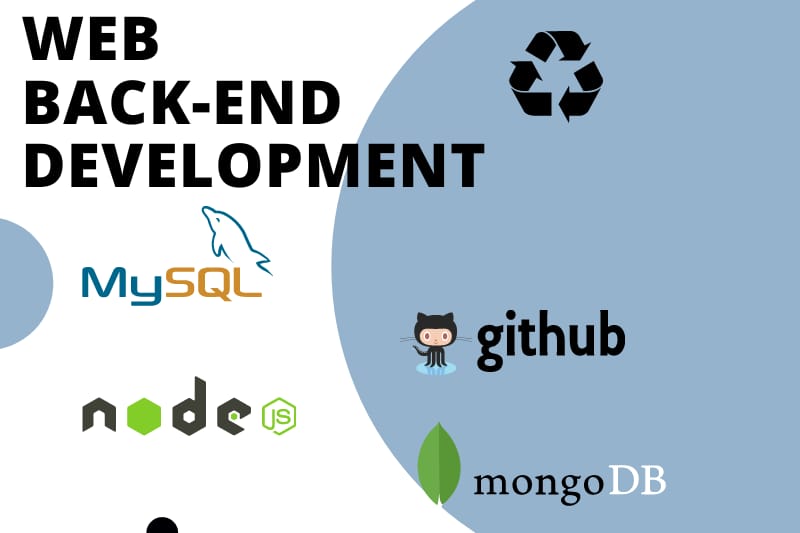 WEB
BACK-END
DEVELOPMENT
MySQL
github
node JS
mongoDB